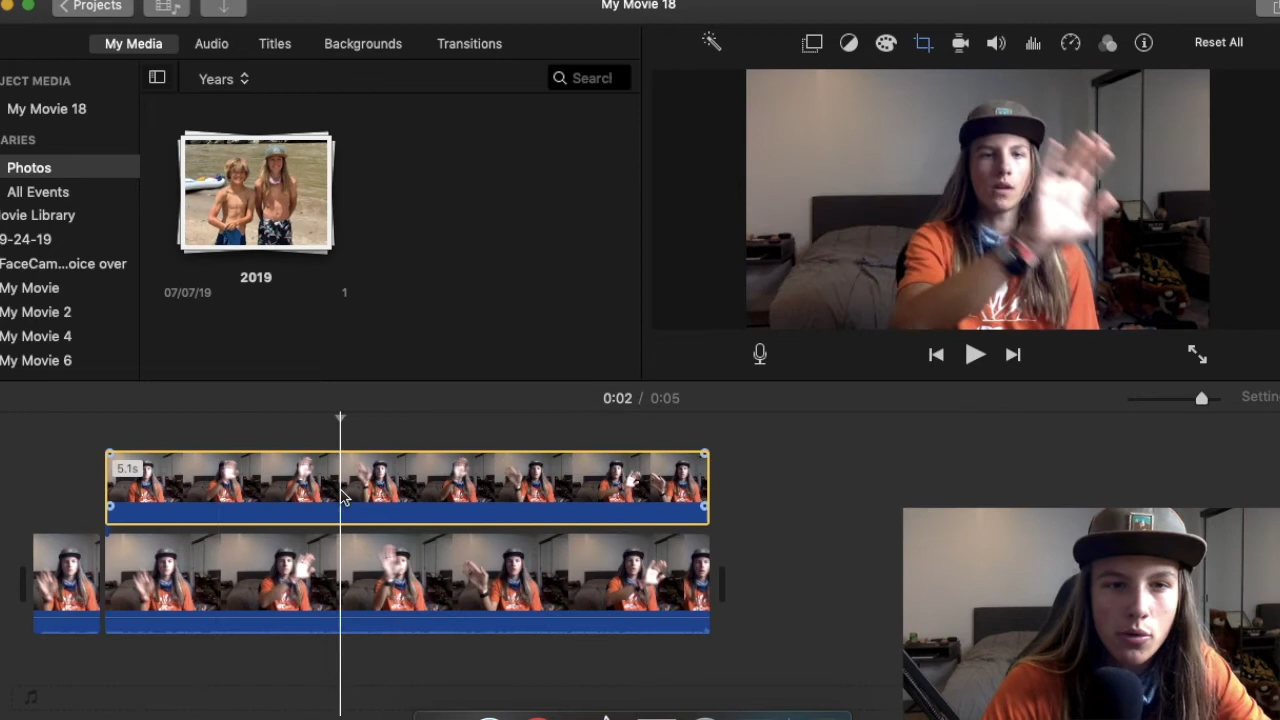 Projects
My Movie 18
My Media
Audio
Titles
Backgrounds
Transitions
Reset All
JECT MEDIA
My Movie 18
ARIES
Photos
All Events
ovie Library
9-24-19
FaceCam...oice over
My Movie
My Movie 2
My Movie 4
My Movie 6
Years
Searcl
2019
07/07/19
1
0:02 / 0:05
Settin
5.1s